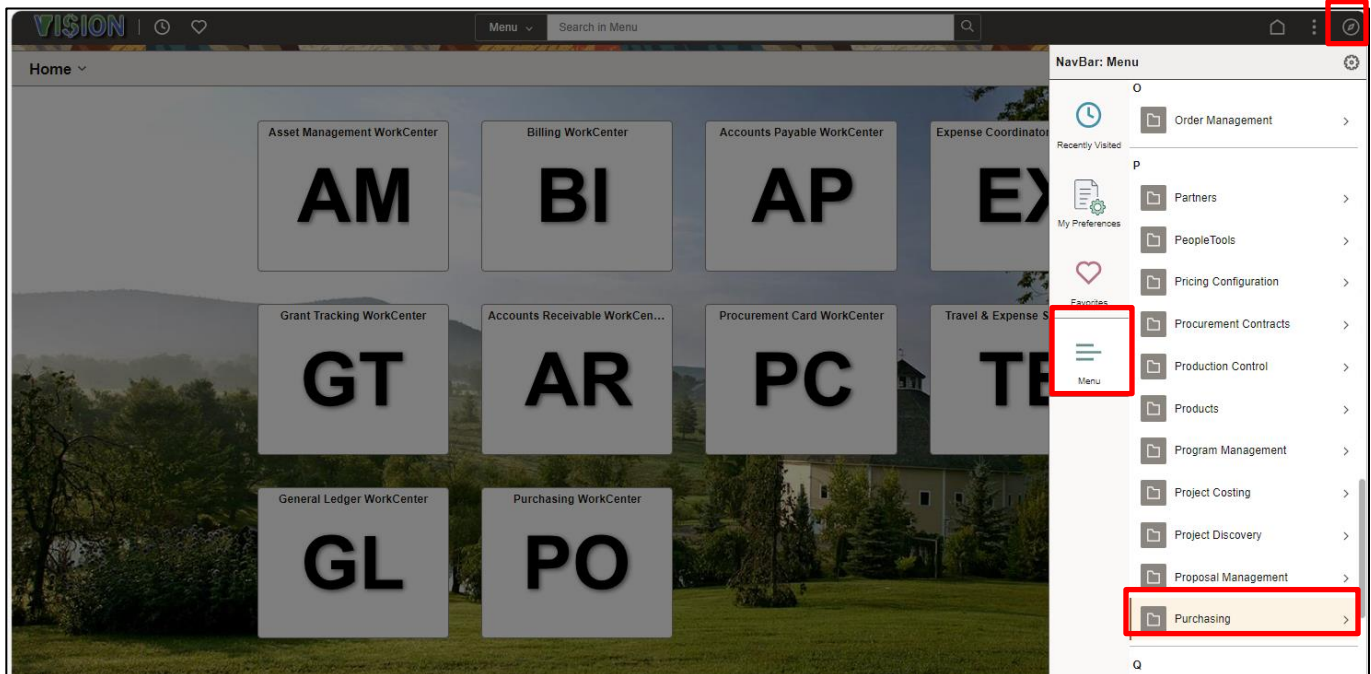 VISION
Menu
Search in Menu
Home
NavBar: Menu
Asset Management WorkCenter
AM
Billing WorkCenter
BI
Accounts Payable WorkCenter
AP
Expense Coordinator
EX
Grant Tracking WorkCenter
GT
Accounts Receivable WorkCen...
AR
Procurement Card WorkCenter
PC
Travel & Expense S
TE
General Ledger WorkCenter
GL
Purchasing WorkCenter
PO
Recently Visited
My Preferences
Favorites
Menu
O
Order Management
P
Partners
PeopleTools
Pricing Configuration
Procurement Contracts
Production Control
Products
Program Management
Project Costing
Project Discovery
Proposal Management
Purchasing
Q